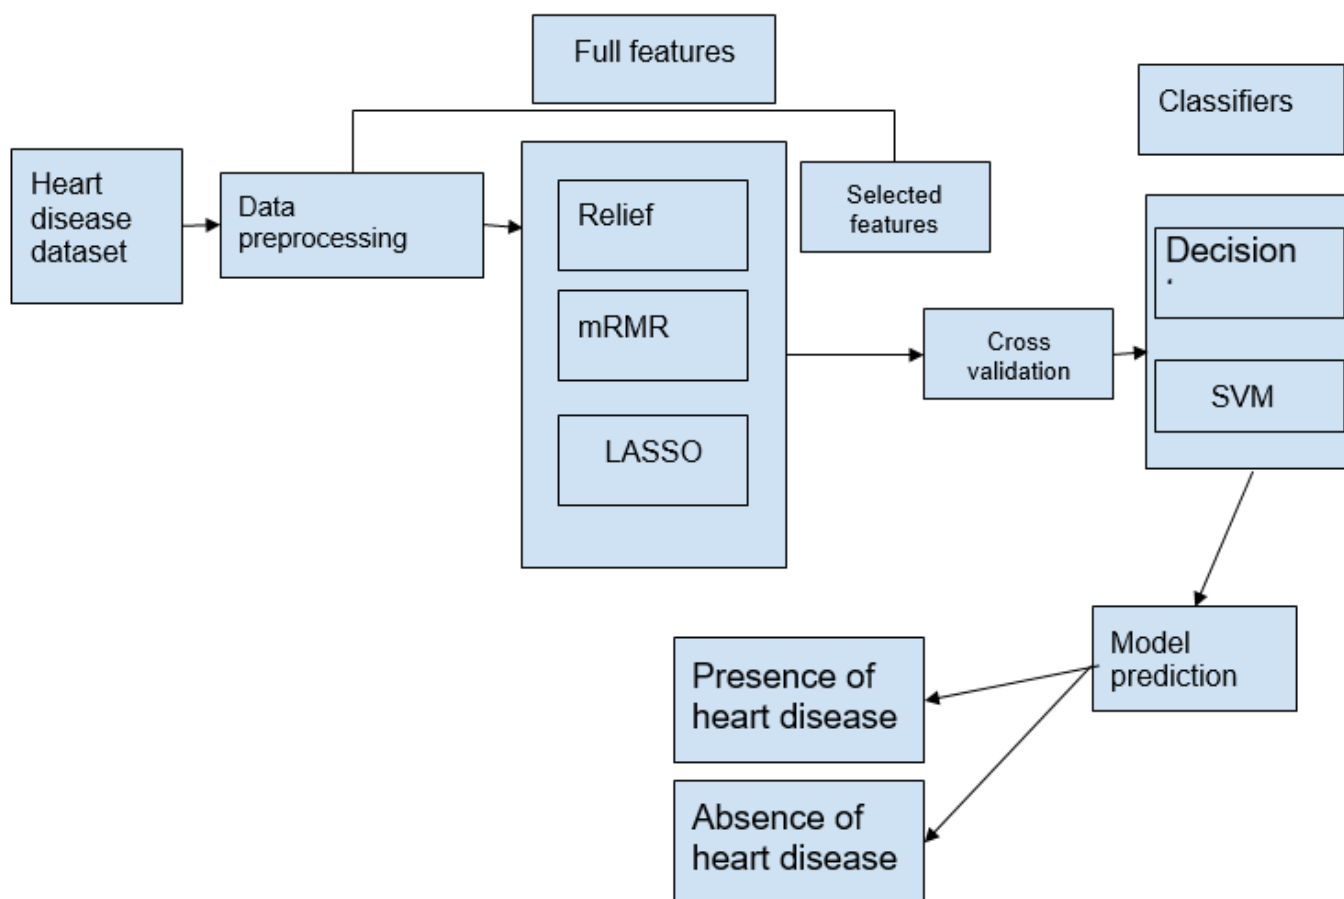 Full features
Classifiers
Heart
disease
dataset
Data
preprocessing
Relief
mRMR
LASSO
Selected
features
Cross
validation
Decision
SVM
Model
prediction
Presence of
heart disease
Absence of
heart disease